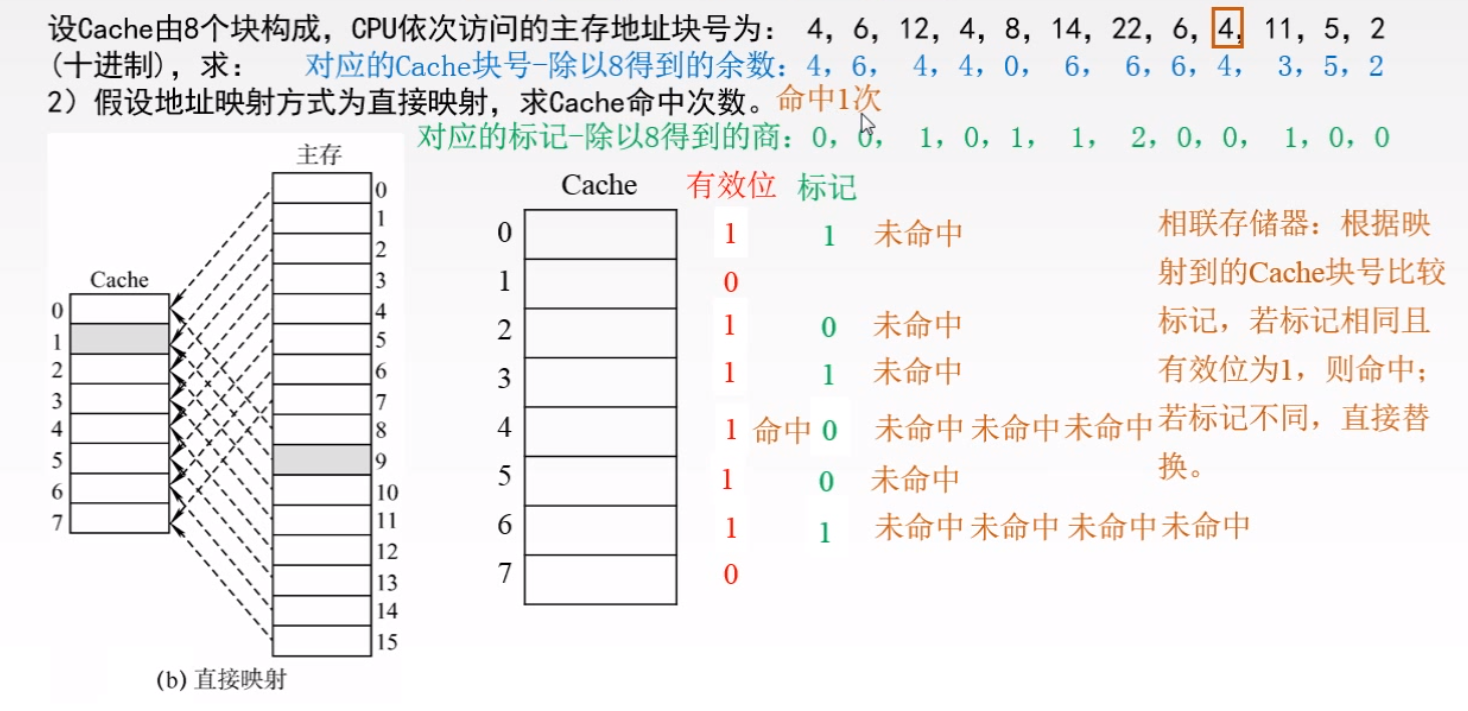 设Cache由8个块构成，CPU依次访问的主存地址块号为： 4，6，12，4，8，14，22，6，4，11，5，2
(十进制)，求： 对应的Cache块号-除以8得到的余数：4，6， 4，4，0， 6， 6，6，4， 3，5，2
2）假设地址映射方式为直接映射，求Cache命中次数。命中1次
对应的标记-除以8得到的商：0，0， 1，0，1， 1， 2，0，0， 1，0，0
主存
0
1
2
3
4
5
6
7
8
9
10
11
12
13
14
15
Cache
0
1
2
3
4
5
6
7
(b) 直接映射
Cache 有效位 标记
0 1 1 未命中
1 0
2 1 0 未命中
3 1 1 未命中
4 1 命中 0 未命中 未命中 未命中
5 1 0 未命中
6 1 1 未命中 未命中 未命中 未命中
7 0
相联存储器：根据映
射到的Cache块号比较
标记，若标记相同且
有效位为1，则命中；
若标记不同，直接替
换。